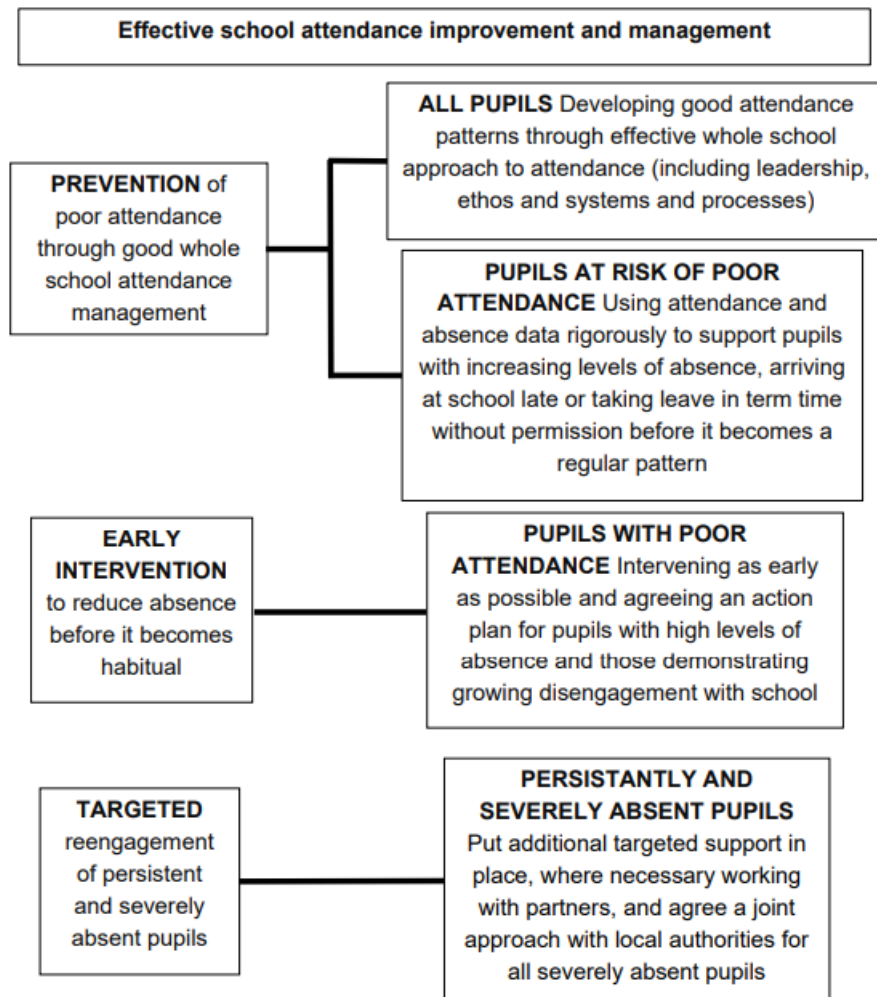 Effective school attendance improvement and management
PREVENTION of
poor attendance
through good whole
school attendance
management
ALL PUPILS Developing good attendance
patterns through effective whole school
approach to attendance (including leadership,
ethos and systems and processes)
PUPILS AT RISK OF POOR
ATTENDANCE Using attendance and
absence data rigorously to support pupils
with increasing levels of absence, arriving
at school late or taking leave in term time
without permission before it becomes a
regular pattern
EARLY
INTERVENTION
to reduce absence
before it becomes
habitual
PUPILS WITH POOR
ATTENDANCE Intervening as early
as possible and agreeing an action
plan for pupils with high levels of
absence and those demonstrating
growing disengagement with school
TARGETED
reengagement
of persistent
and severely
absent pupils
PERSISTANTLY AND
SEVERELY ABSENT PUPILS
Put additional targeted support in
place, where necessary working
with partners, and agree a joint
approach with local authorities for
all severely absent pupils